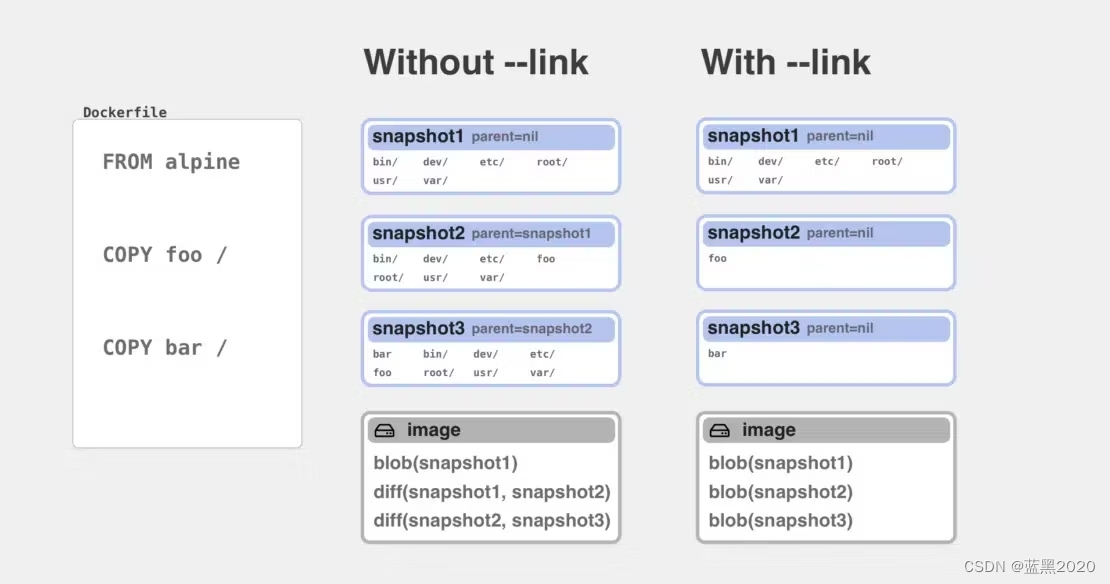 Without --link
With --link
Dockerfile
FROM alpine
COPY foo /
COPY bar /
snapshot1 parent=nil
bin/ dev/ etc/ root/
usr/ var/
snapshot2 parent=snapshot1
bin/ dev/ etc/ foo
root/ usr/ var/
snapshot3 parent=snapshot2
bar bin/ dev/ etc/
foo root/ usr/ var/
image
blob(snapshot1)
diff(snapshot1, snapshot2)
diff(snapshot2, snapshot3)
snapshot1 parent=nil
bin/ dev/ etc/ root/
usr/ var/
snapshot2 parent=nil
foo
snapshot3 parent=nil
bar
image
blob(snapshot1)
blob(snapshot2)
blob(snapshot3)
CSDN @蓝黑2020